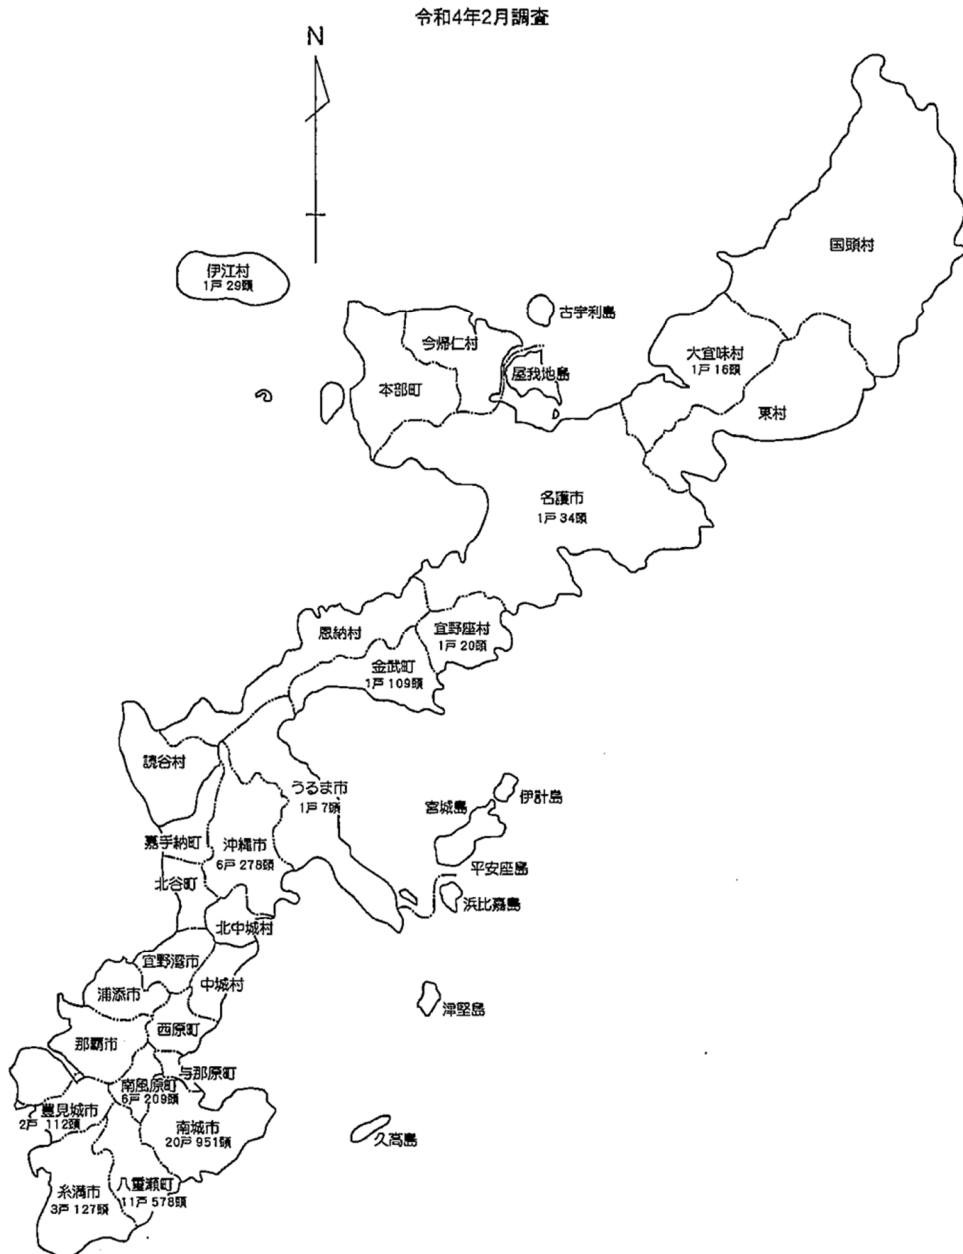 令和4年2月調査
N
国頭村
伊江村
1戸 29頭
古宇利島
今帰仁村
大宜味村
1戸 16頭
屋我地島
本部町
東村
名護市
1戸 34頭
恩納村
宜野座村
1戸 20頭
金武町
1戸 109頭
読谷村
うるま市
1戸 7頭
伊計島
宮城島
嘉手納町
沖縄市
6戸 278頭
平安座島
北谷町
浜比嘉島
北中城村
宜野湾市
中城村
浦添市
津堅島
西原町
那覇市
与那原町
南風原町
6戸 209頭
豊見城市
2戸 112頭
南城市
20戸 951頭
久高島
糸満市
3戸 127頭
八重瀬町
11戸 578頭